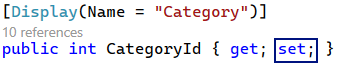 [Display(Name = "Category")]
10 references
public int CategoryId { get; set; }